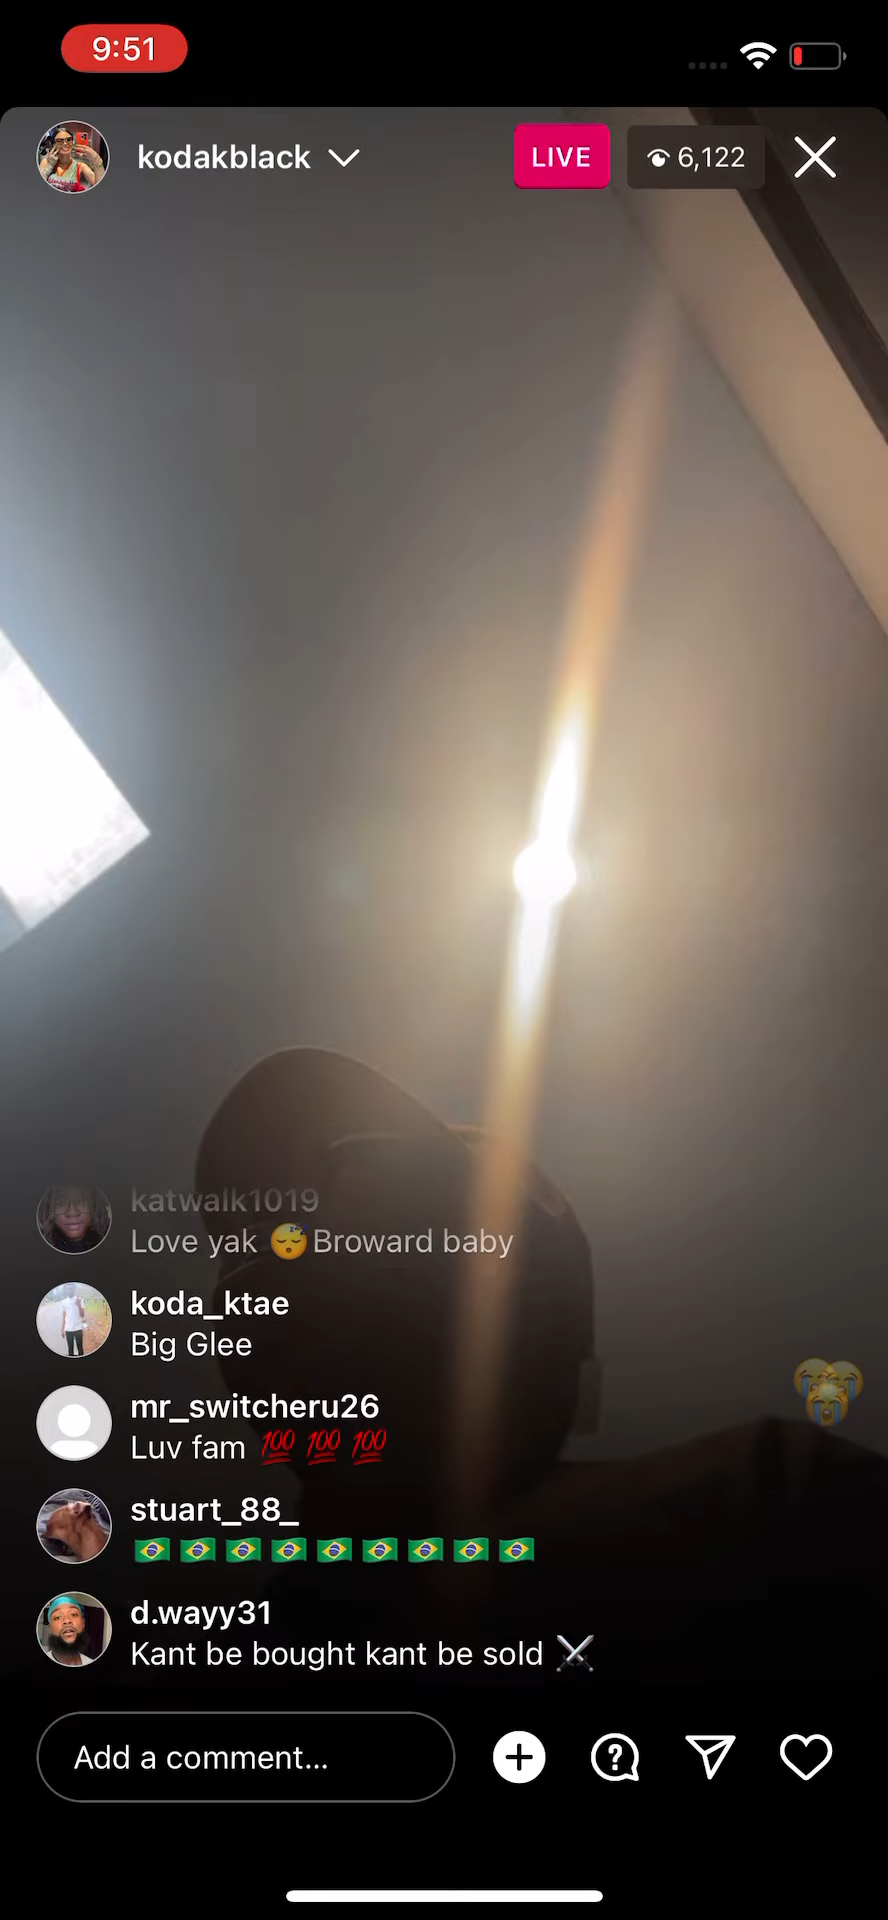 9:51
kodakblack
LIVE
6,122
katwalk1019
Love yak 😴Broward baby
koda_ktae
Big Glee
mr_switcheru26
Luv fam 💯 💯 💯
stuart_88_
🇧🇷🇧🇷🇧🇷🇧🇷🇧🇷🇧🇷🇧🇷🇧🇷🇧🇷
d.wayy31
Kant be bought kant be sold ⚔️
Add a comment...